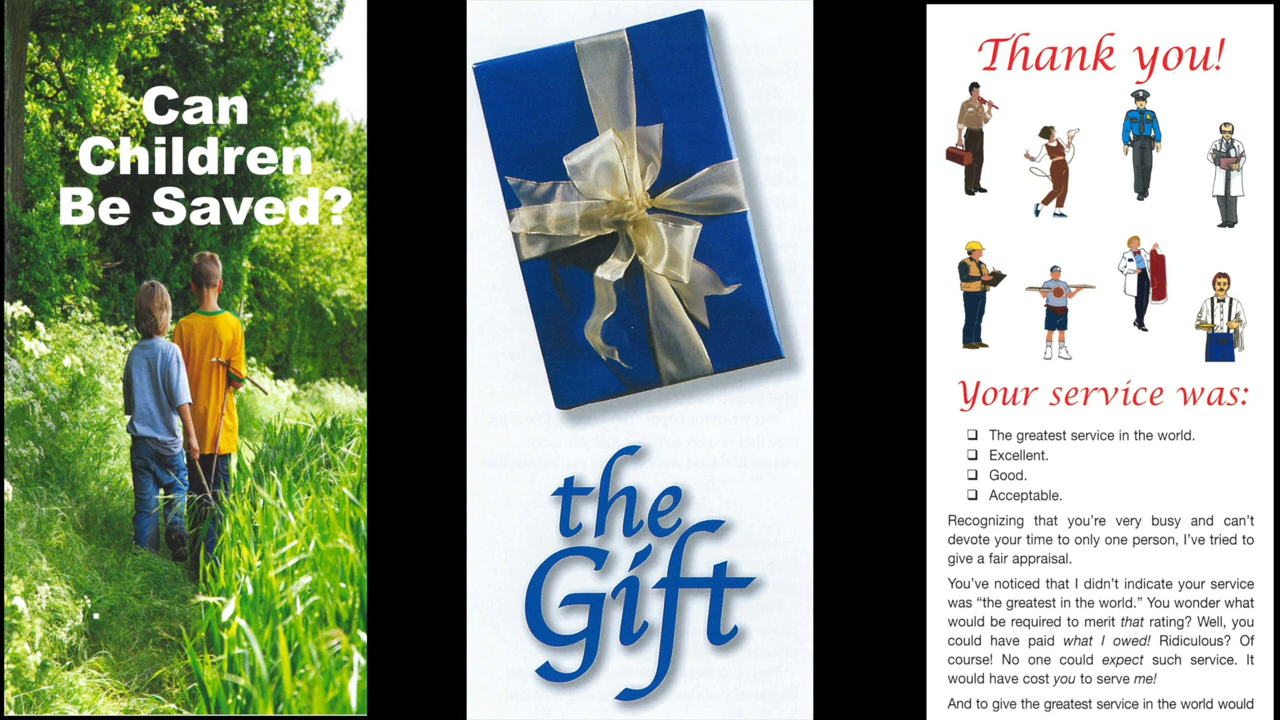 Can
Children
Be Saved?
the
Gift
Thank you!
Your service was:
❏ The greatest service in the world.
❏ Excellent.
❏ Good.
❏ Acceptable.
Recognizing that you're very busy and can't
devote your time to only one person, I've tried to
give a fair appraisal.
You've noticed that I didn't indicate your service
was “the greatest in the world.” You wonder what
would be required to merit that rating? Well, you
could have paid what I owed! Ridiculous? Of
course! No one could expect such service. It
would have cost you to serve me!
And to give the greatest service in the world would